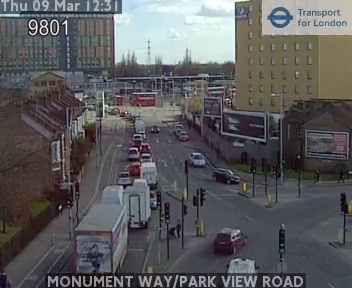 Thu 09 Mar 12:31
9801
Transport
for London
MONUMENT WAY/PARK VIEW ROAD